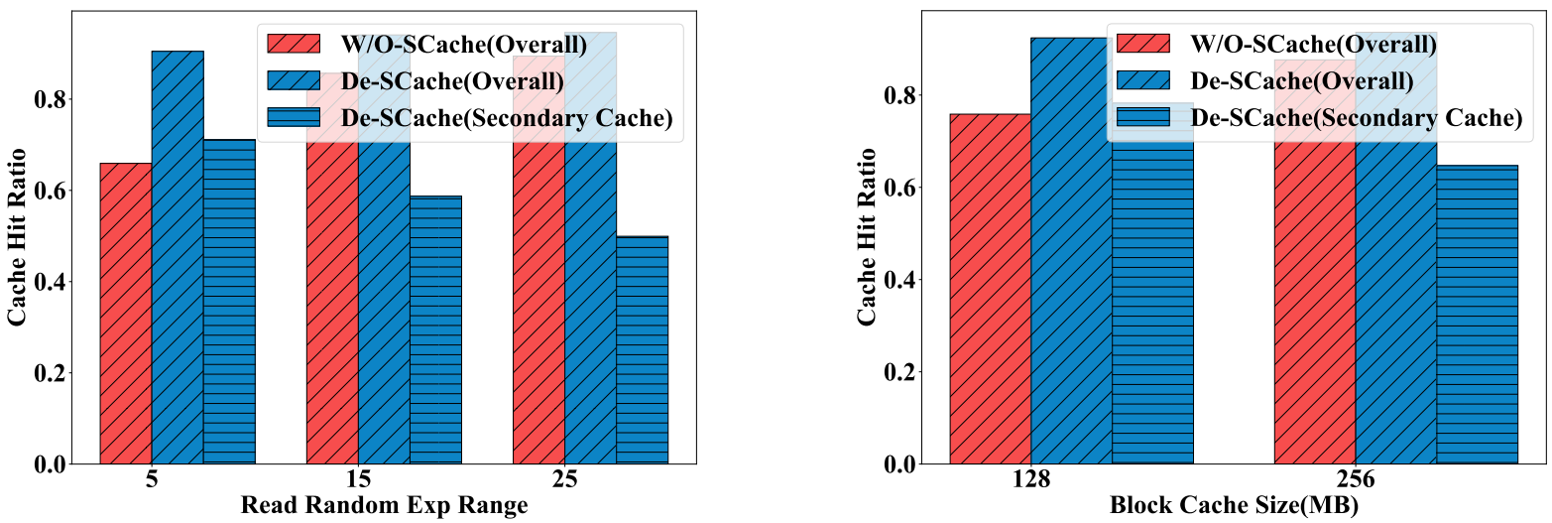 W/O-SCache(Overall)
De-SCache(Overall)
De-SCache(Secondary Cache)
Cache Hit Ratio
0.8
0.6
0.4
0.2
0.0
5
15
25
Read Random Exp Range
W/O-SCache(Overall)
De-SCache(Overall)
De-SCache(Secondary Cache)
Cache Hit Ratio
0.8
0.6
0.4
0.2
0.0
128
256
Block Cache Size(MB)